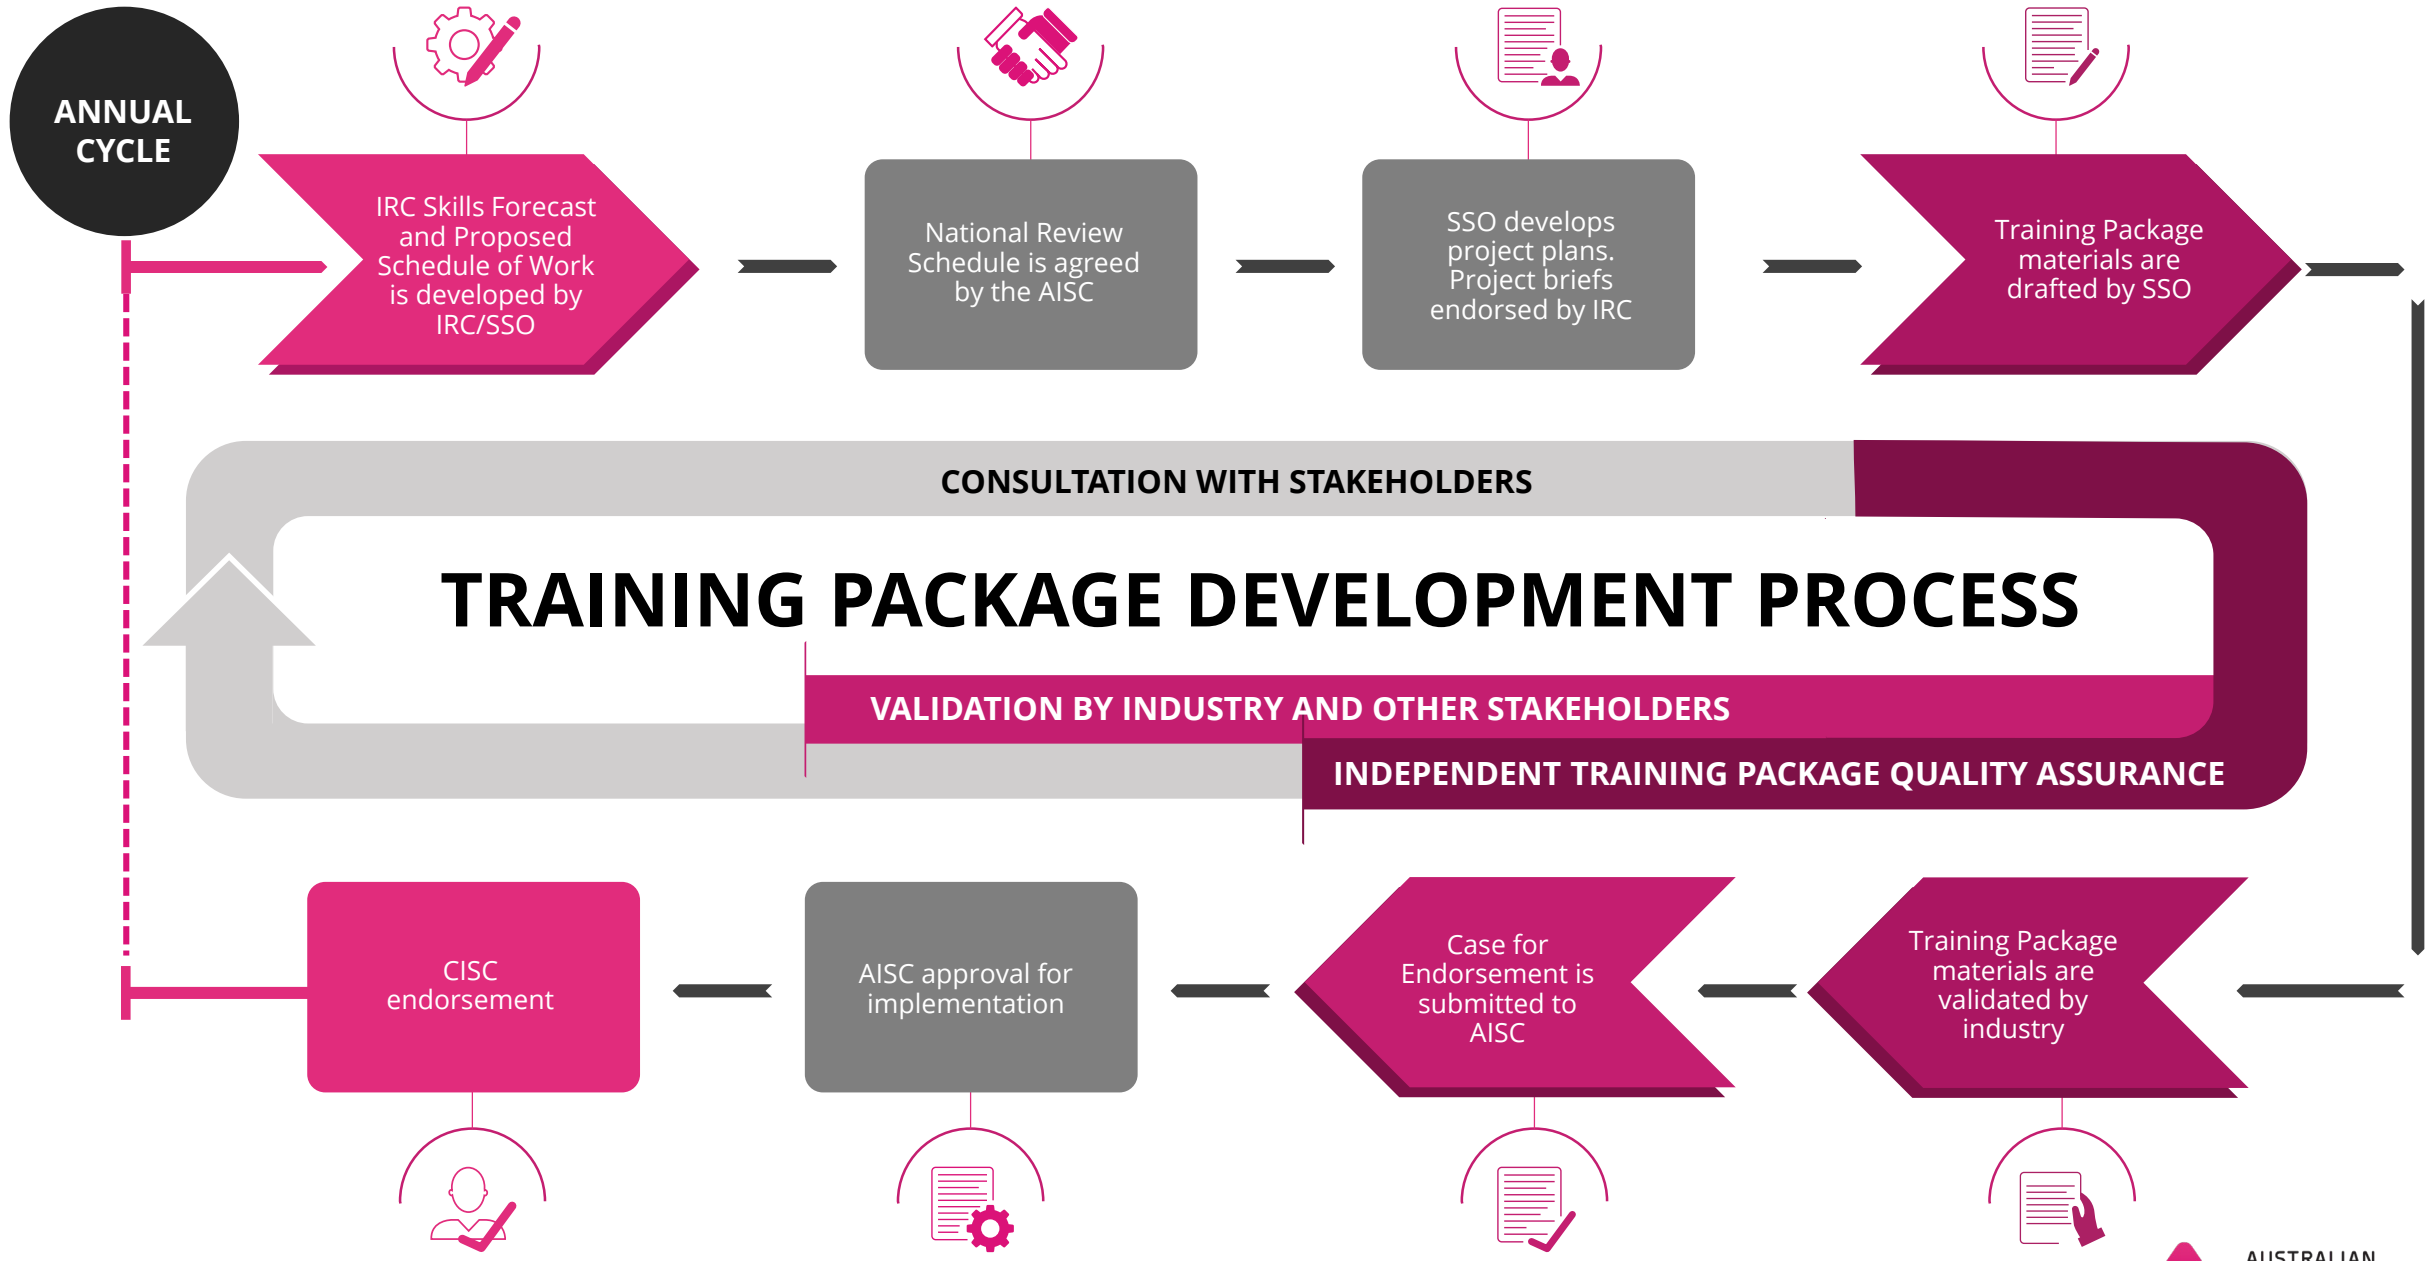 ANNUAL
CYCLE
IRC Skills Forecast
and Proposed
Schedule of Work
is developed by
IRC/SSO
National Review
Schedule is agreed
by the AISC
SSO develops
project plans.
Project briefs
endorsed by IRC
Training Package
materials are
drafted by SSO
CONSULTATION WITH STAKEHOLDERS
TRAINING PACKAGE DEVELOPMENT PROCESS
VALIDATION BY INDUSTRY AND OTHER STAKEHOLDERS
INDEPENDENT TRAINING PACKAGE QUALITY ASSURANCE
CISC
endorsement
AISC approval for
implementation
Case for
Endorsement is
submitted to
AISC
Training Package
materials are
validated by
industry
AUSTRALIAN